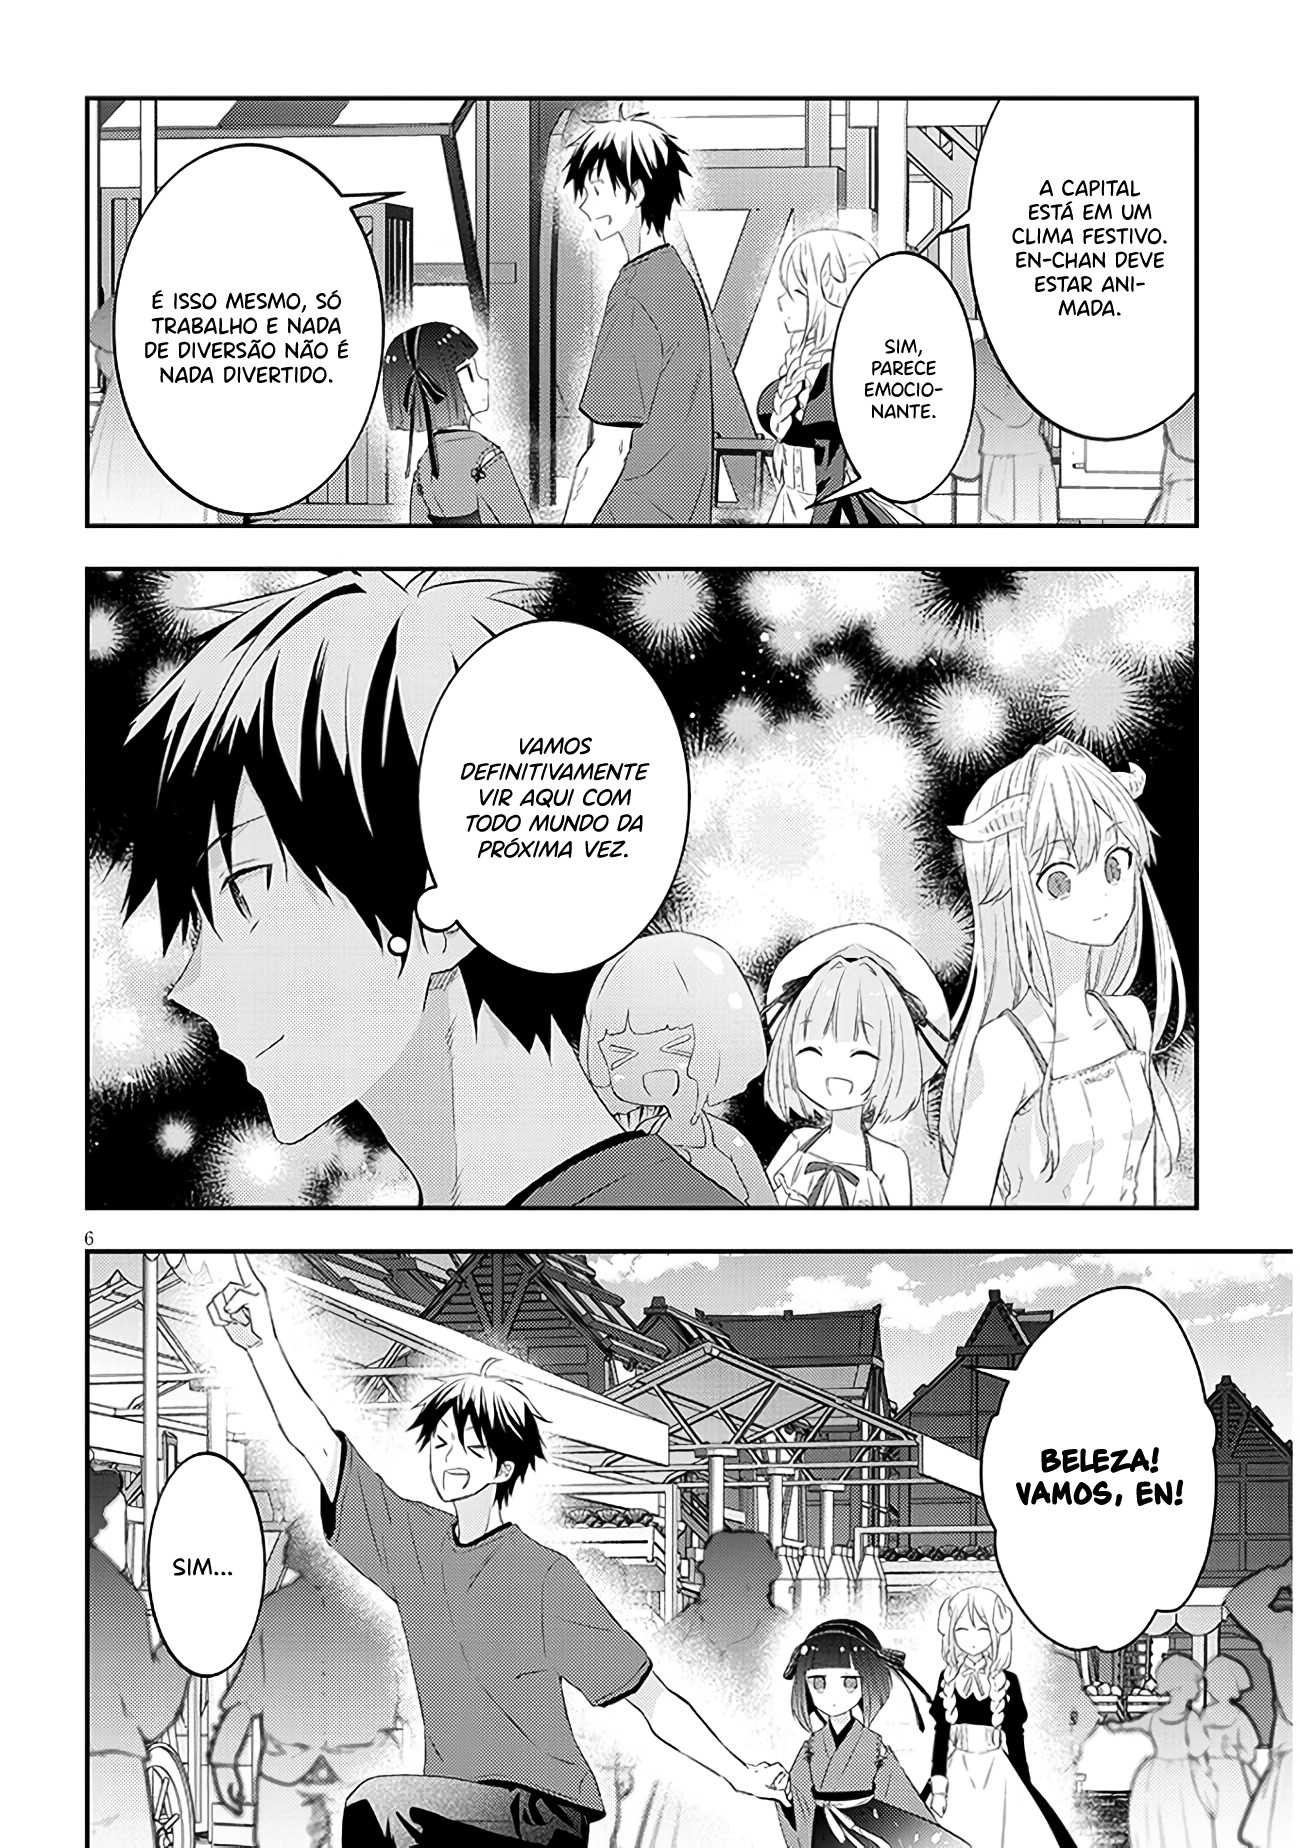 A CAPITAL
ESTÁ EM UM
CLIMA FESTIVO.
EN-CHAN DEVE
ESTAR ANI-
MADA.
SIM,
PARECE
EMOCIO-
NANTE.
É ISSO MESMO, SÓ
TRABALHO E NADA
DE DIVERSÃO NÃO É
NADA DIVERTIDO.
VAMOS
DEFINITIVAMENTE
VIR AQUI COM
TODO MUNDO DA
PRÓXIMA VEZ.
6
BELEZA!
VAMOS, EN!
SIM...